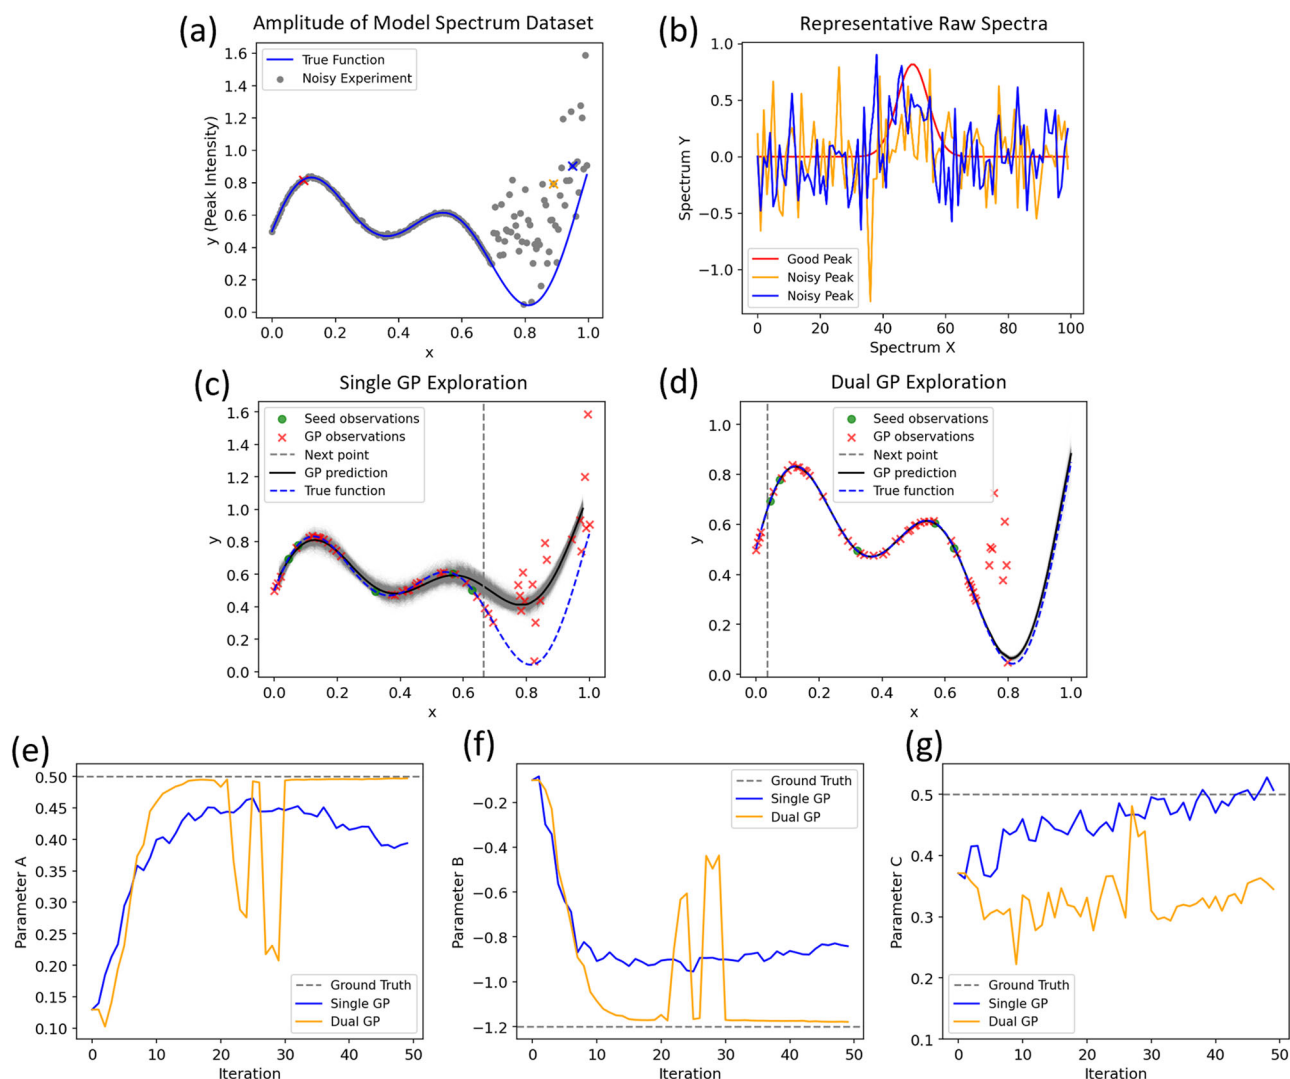 (a) Amplitude of Model Spectrum Dataset
True Function
Noisy Experiment
y (Peak Intensity)
1.6
1.4
1.2
1.0
0.8
0.6
0.4
0.2
0.0
0.0 0.2 0.4 0.6 0.8 1.0
x
(b) Representative Raw Spectra
Spectrum Y
1.0
0.5
0.0
−0.5
−1.0
Good Peak
Noisy Peak
Noisy Peak
0 20 40 60 80 100
Spectrum X
(c) Single GP Exploration
Seed observations
GP observations
Next point
GP prediction
True function
y
1.6
1.4
1.2
1.0
0.8
0.6
0.4
0.2
0.0
0.0 0.2 0.4 0.6 0.8 1.0
x
(d) Dual GP Exploration
Seed observations
GP observations
Next point
GP prediction
True function
y
1.0
0.8
0.6
0.4
0.2
0.0
0.0 0.2 0.4 0.6 0.8 1.0
x
(e)
Parameter A
0.50
0.45
0.40
0.35
0.30
0.25
0.20
0.15
0.10
Ground Truth
Single GP
Dual GP
0 10 20 30 40 50
Iteration
(f)
Parameter B
−0.2
−0.4
−0.6
−0.8
−1.0
−1.2
Ground Truth
Single GP
Dual GP
0 10 20 30 40 50
Iteration
(g)
Parameter C
0.5
0.4
0.3
0.2
0.1
Ground Truth
Single GP
Dual GP
0 10 20 30 40 50
Iteration